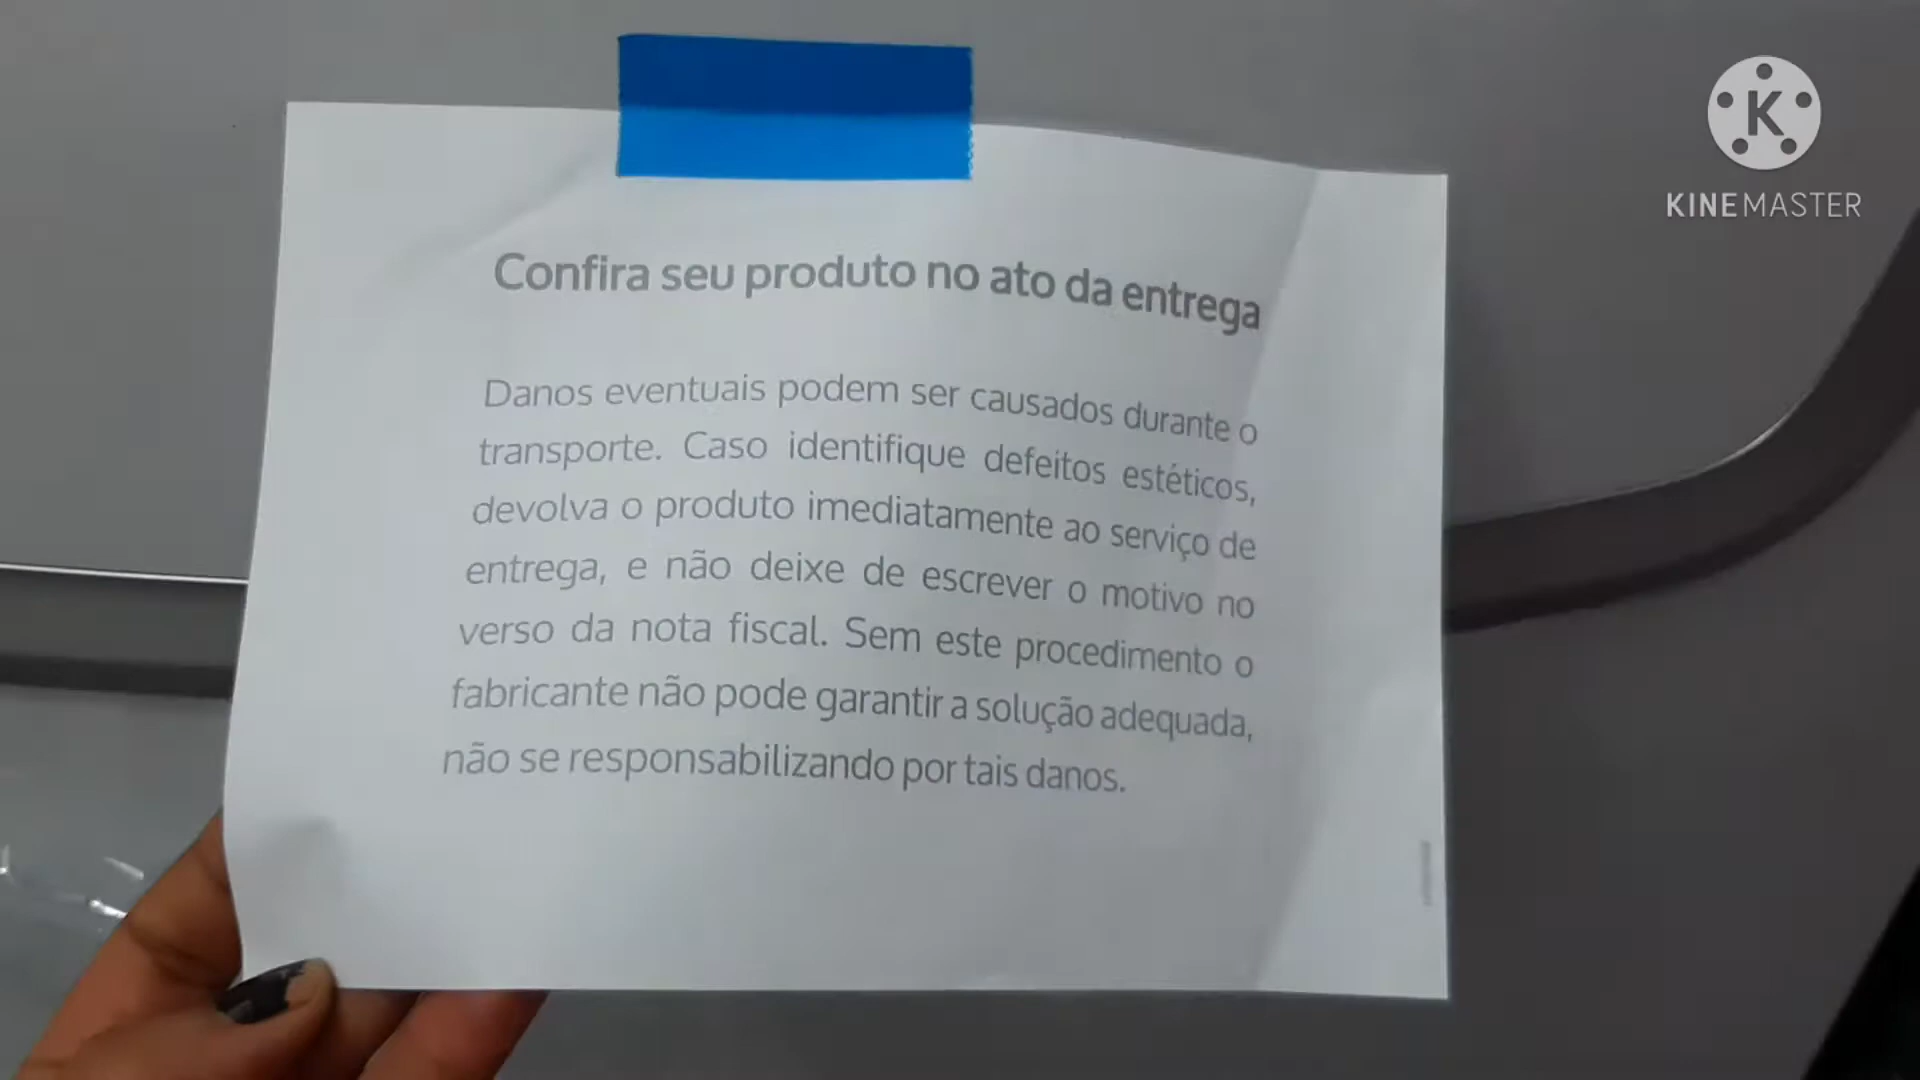 K
KINEMASTER
Confira seu produto no ato da entrega
Danos eventuais podem ser causados durante o
transporte. Caso identifique defeitos estéticos,
devolva o produto imediatamente ao serviço de
entrega, e não deixe de escrever o motivo no
verso da nota fiscal. Sem este procedimento o
fabricante não pode garantir a solução adequada,
não se responsabilizando por tais danos.